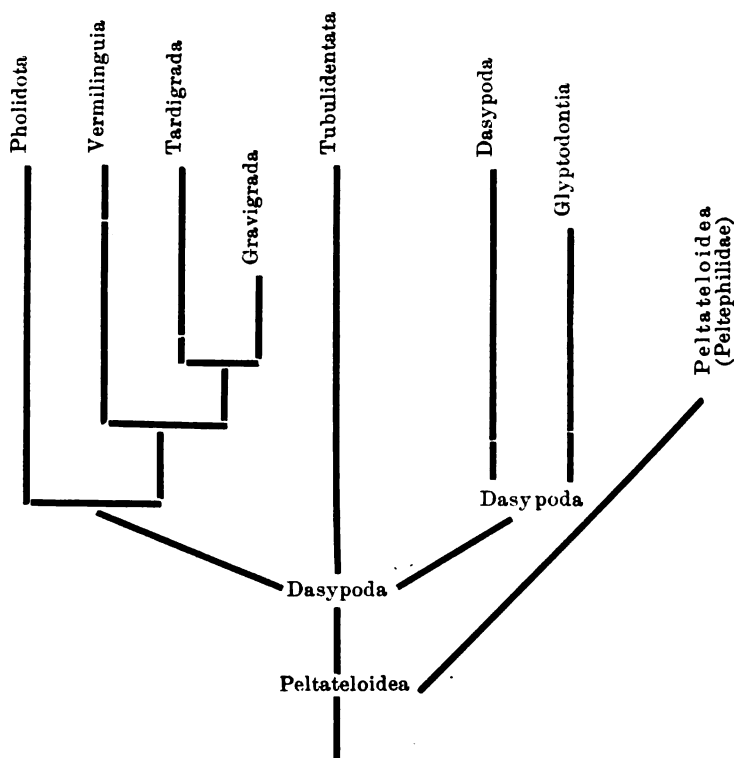 Pholidota
Vermilinguia
Tardigrada
Gravigrada
Tubulidentata
Dasypoda
Glyptodontia
Peltateloidea
(Peltephilidae)
Dasypoda
Dasypoda
Peltateloidea